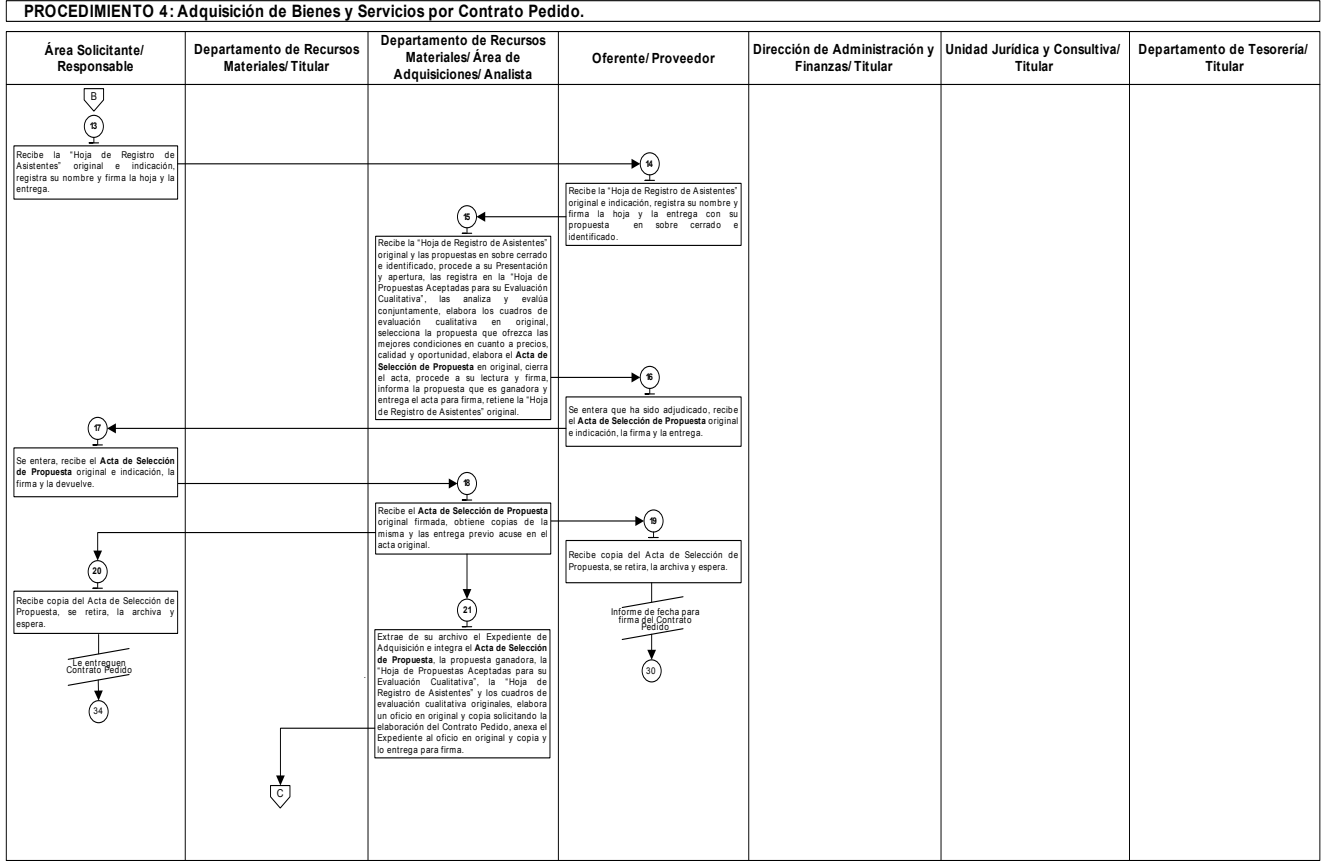 PROCEDIMIENTO 4: Adquisición de Bienes y Servicios por Contrato Pedido.
Área Solicitante/
Responsable
Departamento de Recursos
Materiales/ Titular
Departamento de Recursos
Materiales/ Área de
Adquisiciones/ Analista
Oferente/ Proveedor
Dirección de Administración y
Finanzas/ Titular
Unidad Jurídica y Consultiva/
Titular
Departamento de Tesorería/
Titular
B
13
Recibe la “Hoja de Registro de
Asistentes” original e indicación,
registra su nombre y firma la hoja y la
entrega.
14
Recibe la “Hoja de Registro de Asistentes”
original e indicación, registra su nombre y
firma la hoja y la entrega con su
propuesta en sobre cerrado e
identificado.
15
Recibe la “Hoja de Registro de Asistentes”
original y las propuestas en sobre cerrado
e identificado, procede a su Presentación
y apertura, las registra en la “Hoja de
Propuestas Aceptadas para su Evaluación
Cualitativa”, las analiza y evalúa
conjuntamente, elabora los cuadros de
evaluación cualitativa en original,
selecciona la propuesta que ofrezca las
mejores condiciones en cuanto a precios,
calidad y oportunidad, elabora el Acta de
Selección de Propuesta en original, cierra
el acta, procede a su lectura y firma,
informa la propuesta que es ganadora y
entrega el acta para firma, retiene la “Hoja
de Registro de Asistentes” original.
16
Se entera que ha sido adjudicado, recibe
el Acta de Selección de Propuesta original
e indicación, la firma y la entrega.
17
Se entera, recibe el Acta de Selección
de Propuesta original e indicación, la
firma y la devuelve.
18
Recibe el Acta de Selección de Propuesta
original firmada, obtiene copias de la
misma y las entrega previo acuse en el
acta original.
19
Recibe copia del Acta de Selección de
Propuesta, se retira, la archiva y espera.
Informe de fecha para
firma del Contrato
Pedido
30
20
Recibe copia del Acta de Selección de
Propuesta, se retira, la archiva y
espera.
Le entreguen
Contrato Pedido
34
21
Extrae de su archivo el Expediente de
Adquisición e integra el Acta de Selección
de Propuesta, la propuesta ganadora, la
“Hoja de Propuestas Aceptadas para su
Evaluación Cualitativa”, la “Hoja de
Registro de Asistentes” y los cuadros de
evaluación cualitativa originales, elabora
un oficio en original y copia solicitando la
elaboración del Contrato Pedido, anexa el
Expediente al oficio en original y copia y
lo entrega para firma.
C